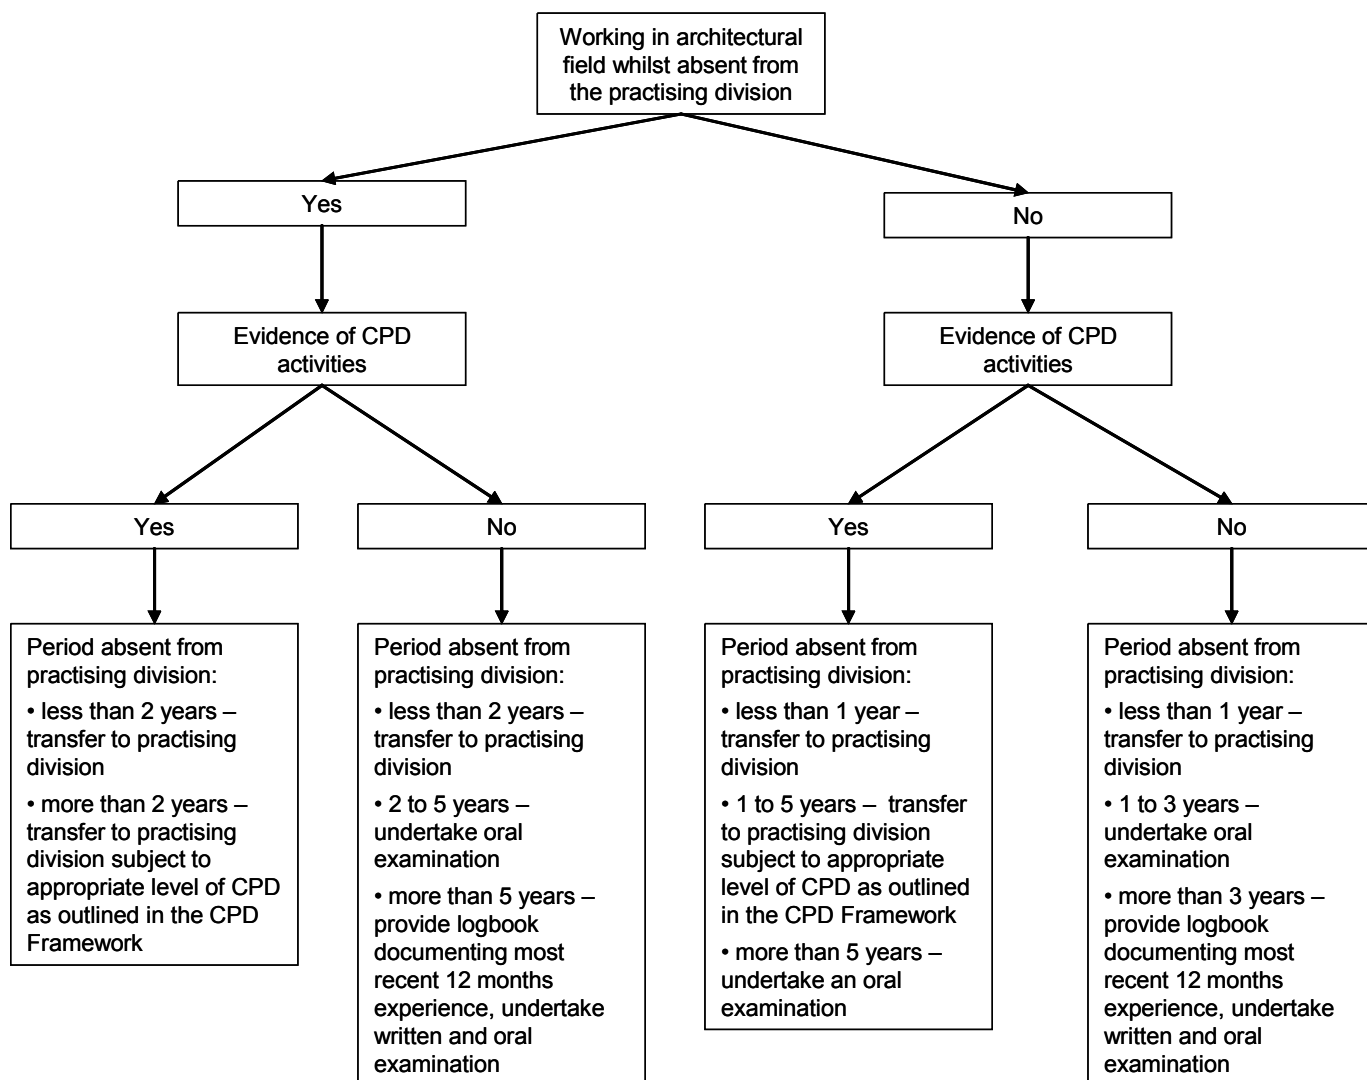 Working in architectural
field whilst absent from
the practising division
Yes
No
Evidence of CPD
activities
Evidence of CPD
activities
Yes
No
Yes
No
Period absent from
practising division:
• less than 2 years –
transfer to practising
division
• more than 2 years –
transfer to practising
division subject to
appropriate level of CPD
as outlined in the CPD
Framework
Period absent from
practising division:
• less than 2 years –
transfer to practising
division
• 2 to 5 years –
undertake oral
examination
• more than 5 years –
provide logbook
documenting most
recent 12 months
experience, undertake
written and oral
examination
Period absent from
practising division:
• less than 1 year –
transfer to practising
division
• 1 to 5 years – transfer
to practising division
subject to appropriate
level of CPD as outlined
in the CPD Framework
• more than 5 years –
undertake an oral
examination
Period absent from
practising division:
• less than 1 year –
transfer to practising
division
• 1 to 3 years –
undertake oral
examination
• more than 3 years –
provide logbook
documenting most
recent 12 months
experience, undertake
written and oral
examination